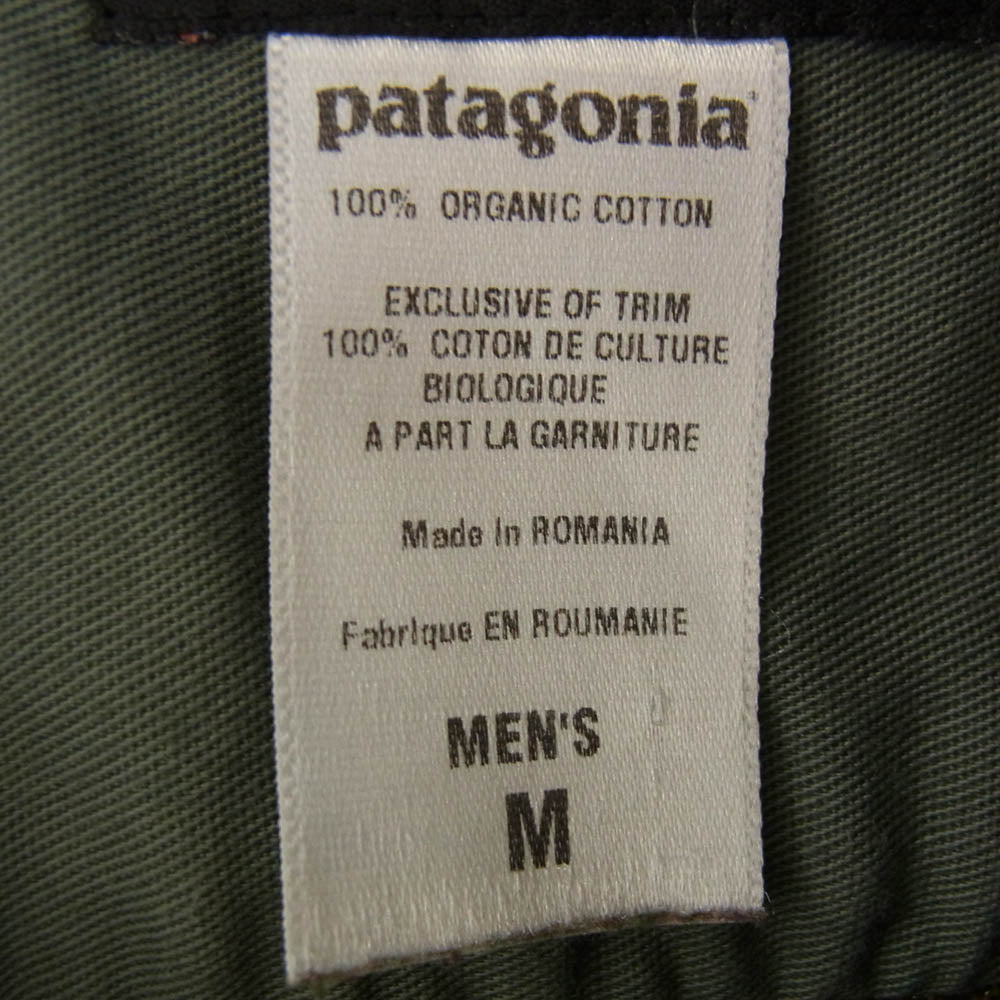 patagonia
100% ORGANIC COTTON
EXCLUSIVE OF TRIM
100% COTON DE CULTURE
BIOLOGIQUE
A PART LA GARNITURE
Made In ROMANIA
Fabrique EN ROUMANIE
MEN'S
M